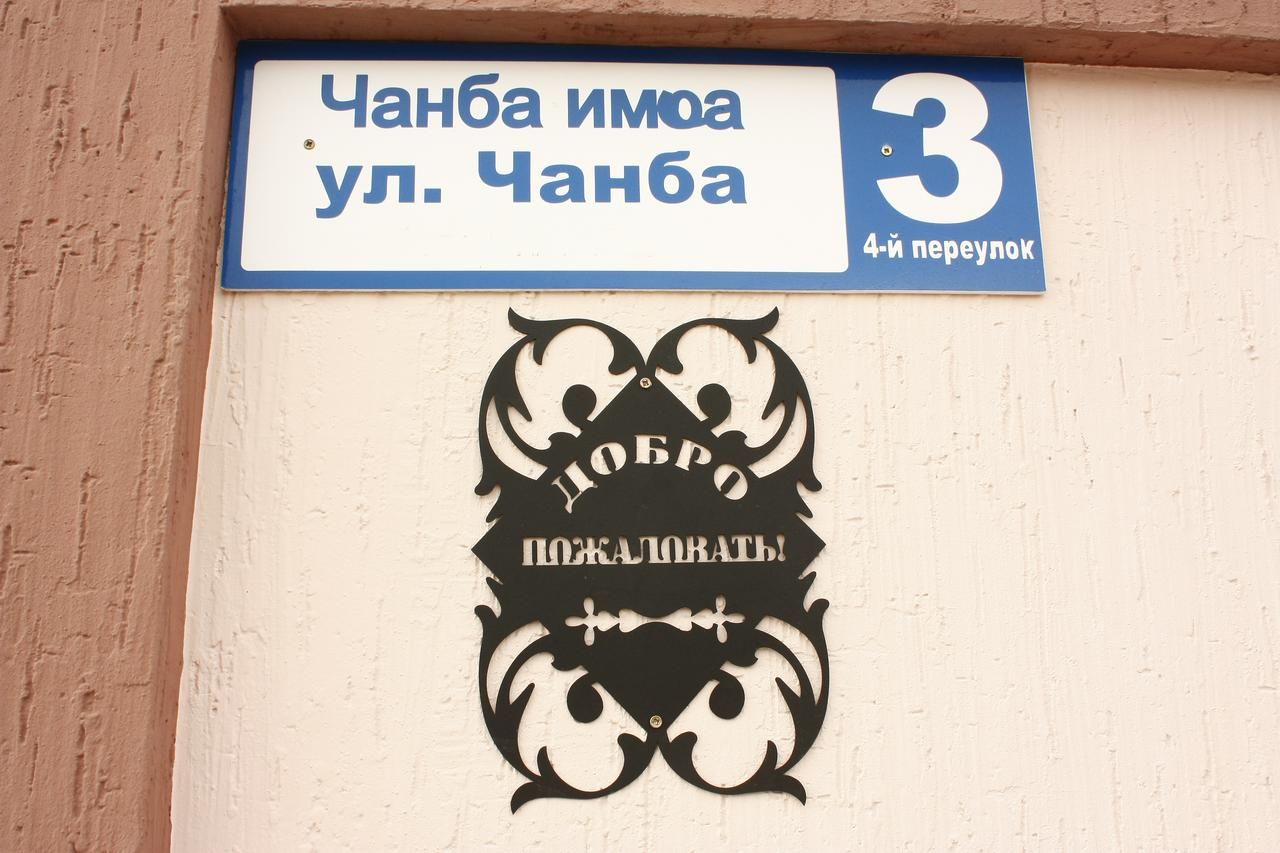 Чанба имҩа
ул. Чанба
3
4-й переулок
ДОБРО
ПОЖАЛОВАТЬ!